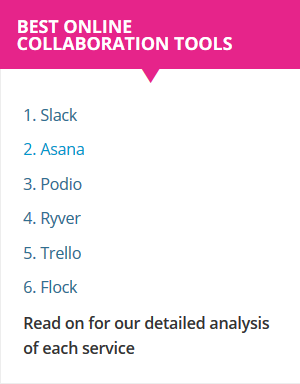 BEST ONLINE
COLLABORATION TOOLS
1. Slack
2. Asana
3. Podio
4. Ryver
5. Trello
6. Flock
Read on for our detailed analysis
of each service